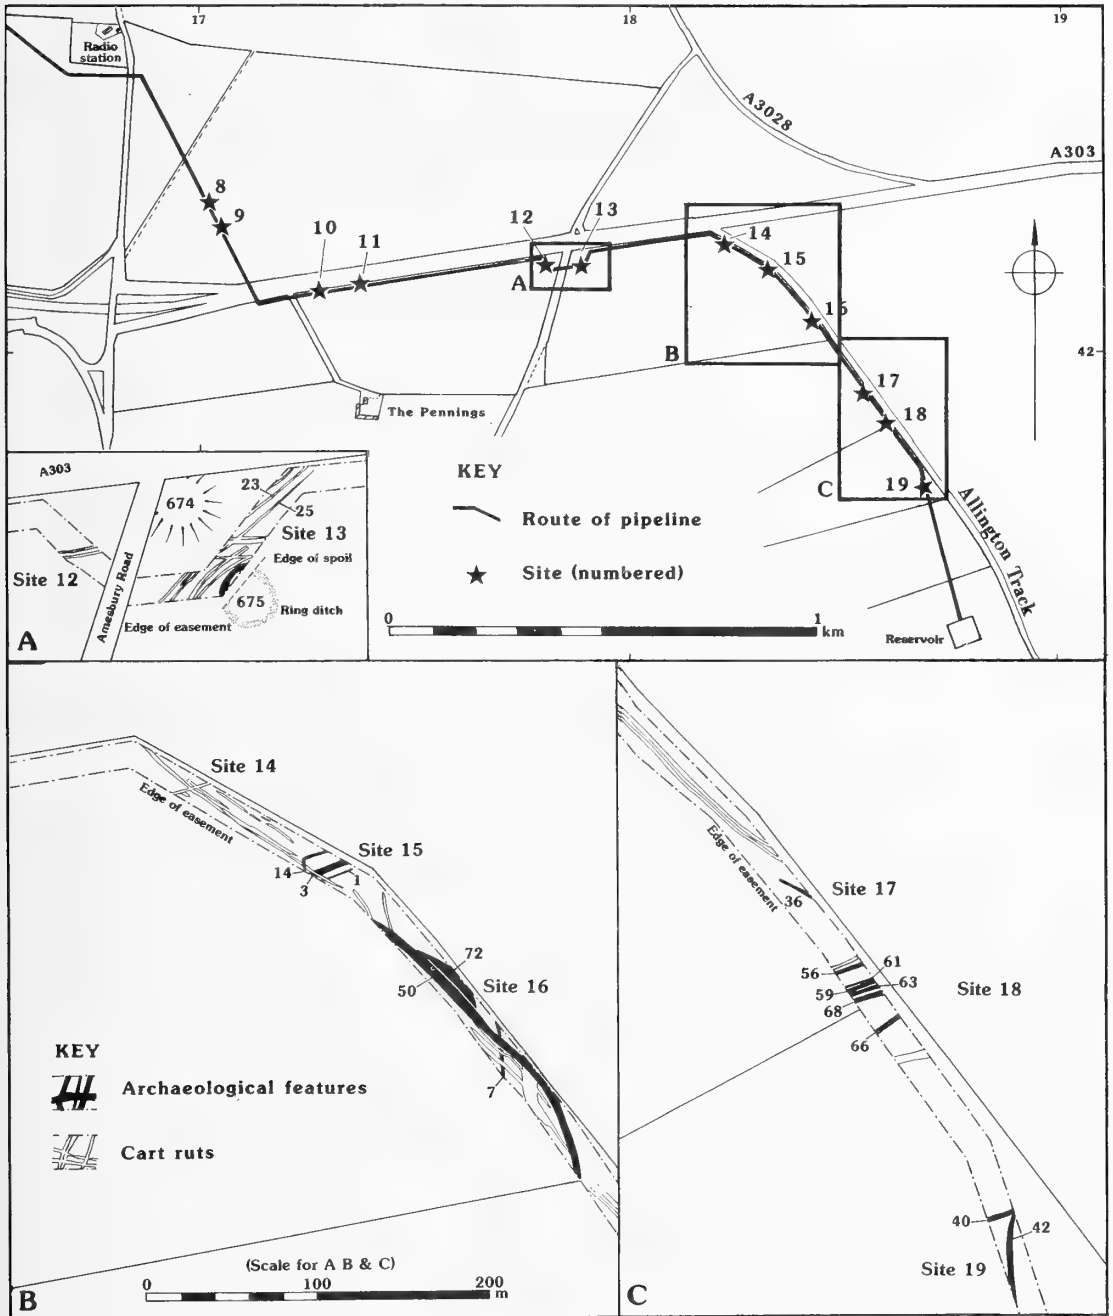 17
18
19
Radio
station
A3028
A303
8
9
10
11
12
13
14
15
16
17
18
19
A
B
C
42
The Pennings
Allington Track
Reservoir
KEY
Route of pipeline
Site (numbered)
0
1
km
A303
674
23
25
Site 13
Edge of spoil
Site 12
Amesbury Road
675
Ring ditch
Edge of easement
A
Site 14
Edge of easement
Site 15
14
3
1
72
50
Site 16
7
KEY
Archaeological features
Cart ruts
(Scale for A B & C)
0
100
200
m
B
Edge of easement
Site 17
36
56
61
63
59
68
Site 18
66
40
42
Site 19
C